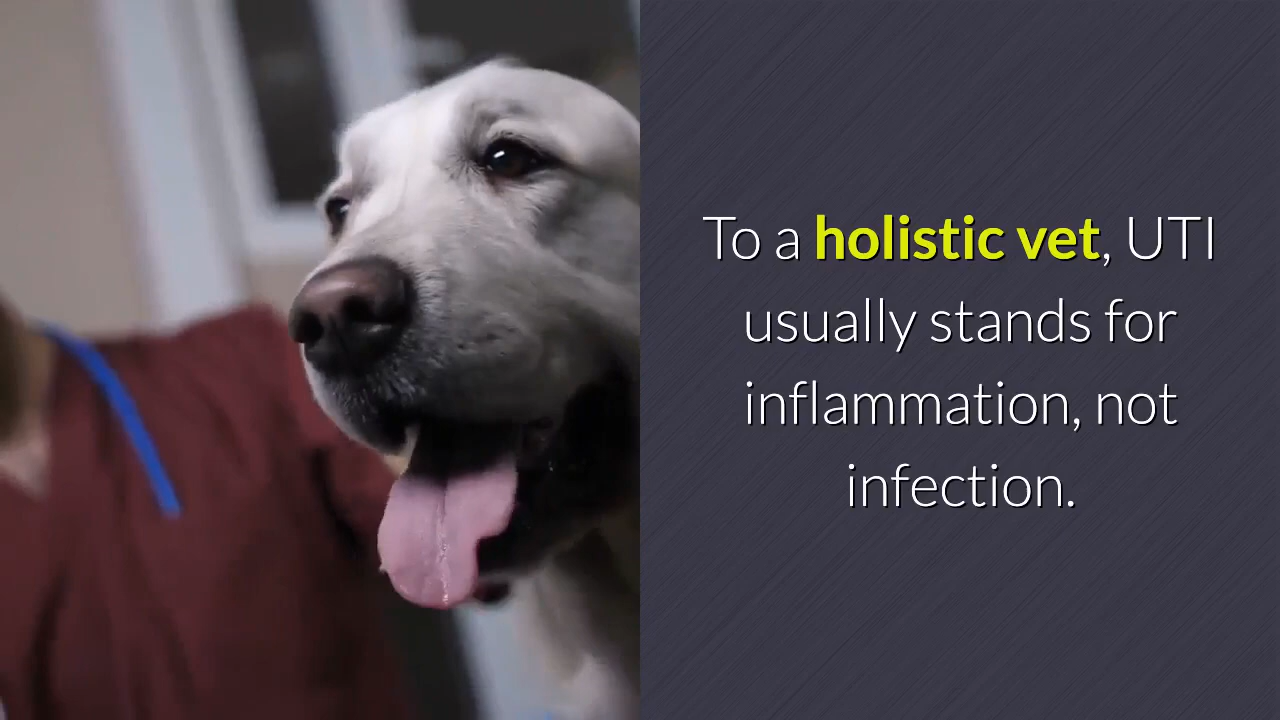 To a holistic vet, UTI
usually stands for
inflammation, not
infection.